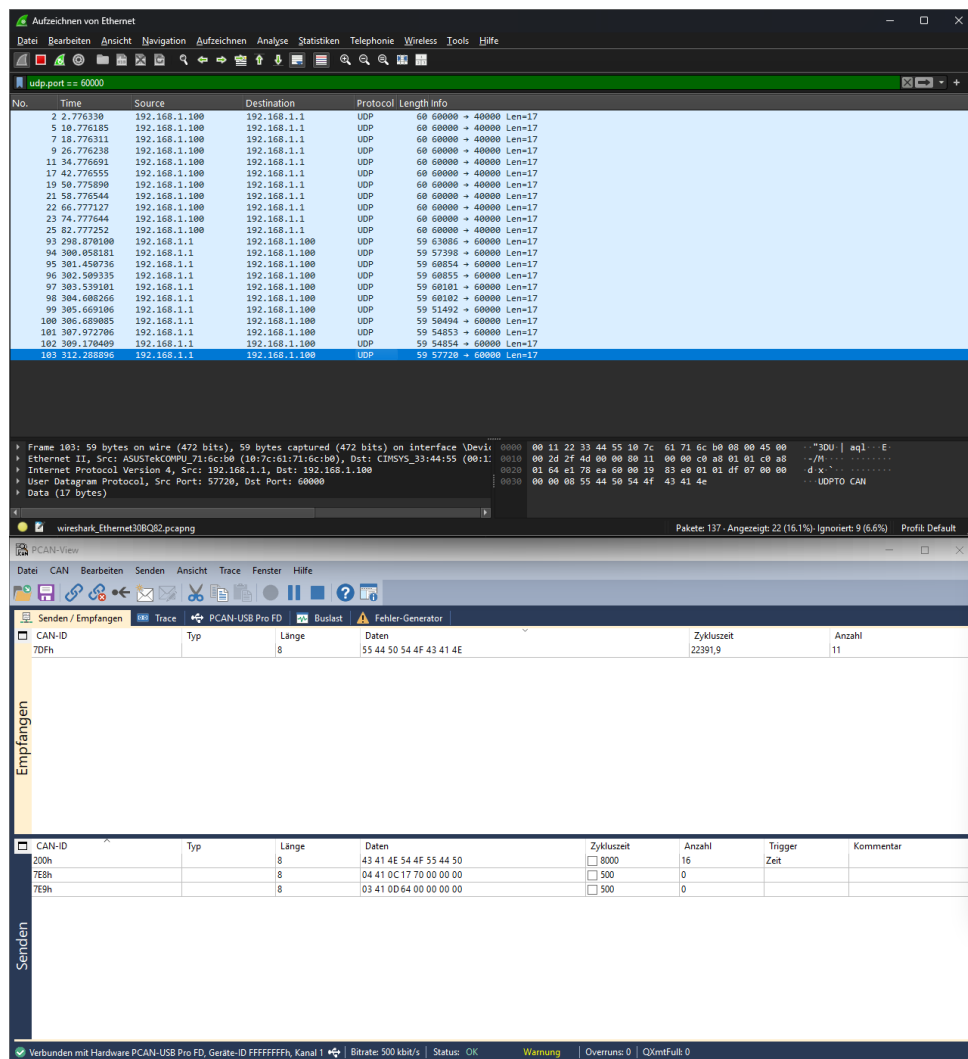 Aufzeichnen von Ethernet
Datei Bearbeiten Ansicht Navigation Aufzeichnen Analyse Statistiken Telephonie Wireless Tools Hilfe
udp.port == 60000
No. Time Source Destination Protocol Length Info
2 2.776330 192.168.1.100 192.168.1.1 UDP 60 60000 → 40000 Len=17
5 10.776185 192.168.1.100 192.168.1.1 UDP 60 60000 → 40000 Len=17
7 18.776311 192.168.1.100 192.168.1.1 UDP 60 60000 → 40000 Len=17
9 26.776238 192.168.1.100 192.168.1.1 UDP 60 60000 → 40000 Len=17
11 34.776691 192.168.1.100 192.168.1.1 UDP 60 60000 → 40000 Len=17
17 42.776555 192.168.1.100 192.168.1.1 UDP 60 60000 → 40000 Len=17
19 50.775890 192.168.1.100 192.168.1.1 UDP 60 60000 → 40000 Len=17
21 58.776544 192.168.1.100 192.168.1.1 UDP 60 60000 → 40000 Len=17
22 66.777127 192.168.1.100 192.168.1.1 UDP 60 60000 → 40000 Len=17
23 74.777644 192.168.1.100 192.168.1.1 UDP 60 60000 → 40000 Len=17
25 82.777252 192.168.1.100 192.168.1.1 UDP 60 60000 → 40000 Len=17
93 298.870100 192.168.1.1 192.168.1.100 UDP 59 63086 → 60000 Len=17
94 300.058181 192.168.1.1 192.168.1.100 UDP 59 57398 → 60000 Len=17
95 301.450736 192.168.1.1 192.168.1.100 UDP 59 60854 → 60000 Len=17
96 302.509335 192.168.1.1 192.168.1.100 UDP 59 60855 → 60000 Len=17
97 303.539101 192.168.1.1 192.168.1.100 UDP 59 60101 → 60000 Len=17
98 304.608266 192.168.1.1 192.168.1.100 UDP 59 60102 → 60000 Len=17
99 305.669106 192.168.1.1 192.168.1.100 UDP 59 51492 → 60000 Len=17
100 306.689085 192.168.1.1 192.168.1.100 UDP 59 50494 → 60000 Len=17
101 307.972706 192.168.1.1 192.168.1.100 UDP 59 54853 → 60000 Len=17
102 309.170409 192.168.1.1 192.168.1.100 UDP 59 54854 → 60000 Len=17
103 312.288896 192.168.1.1 192.168.1.100 UDP 59 57720 → 60000 Len=17
Frame 103: 59 bytes on wire (472 bits), 59 bytes captured (472 bits) on interface \Devic 0000 00 11 22 33 44 55 10 7c 61 71 6c b0 08 00 45 00 .."3DU.| aql...E.
Ethernet II, Src: ASUSTekCOMPU_71:6c:b0 (10:7c:61:71:6c:b0), Dst: CIMSYS_33:44:55 (00:11 0010 00 2d 2f 4d 00 00 80 11 00 00 c0 a8 01 01 c0 a8 .-/M.... ........
Internet Protocol Version 4, Src: 192.168.1.1, Dst: 192.168.1.100 0020 01 64 e1 78 ea 60 00 19 83 e0 01 01 df 07 00 00 .d.x.`.. ........
User Datagram Protocol, Src Port: 57720, Dst Port: 60000 0030 00 00 08 55 44 50 54 4f 43 41 4e ...UDPTO CAN
Data (17 bytes)
wireshark_Ethernet30BQ82.pcapng Pakete: 137 · Angezeigt: 22 (16.1%) · Ignoriert: 9 (6.6%) Profil: Default
PCAN-View
Datei CAN Bearbeiten Senden Ansicht Trace Fenster Hilfe
Senden / Empfangen Trace PCAN-USB Pro FD Buslast Fehler-Generator
CAN-ID Typ Länge Daten Zykluszeit Anzahl
7DFh 8 55 44 50 54 4F 43 41 4E 22391,9 11
Empfangen
CAN-ID Typ Länge Daten Zykluszeit Anzahl Trigger Kommentar
200h 8 43 41 4E 54 4F 55 44 50 8000 16 Zeit
7E8h 8 04 41 0C 17 70 00 00 00 500 0
7E9h 8 03 41 0D 64 00 00 00 00 500 0
Senden
Verbunden mit Hardware PCAN-USB Pro FD, Geräte-ID FFFFFFFFh, Kanal 1 Bitrate: 500 kbit/s Status: OK Warnung Overruns: 0 QXmtFull: 0